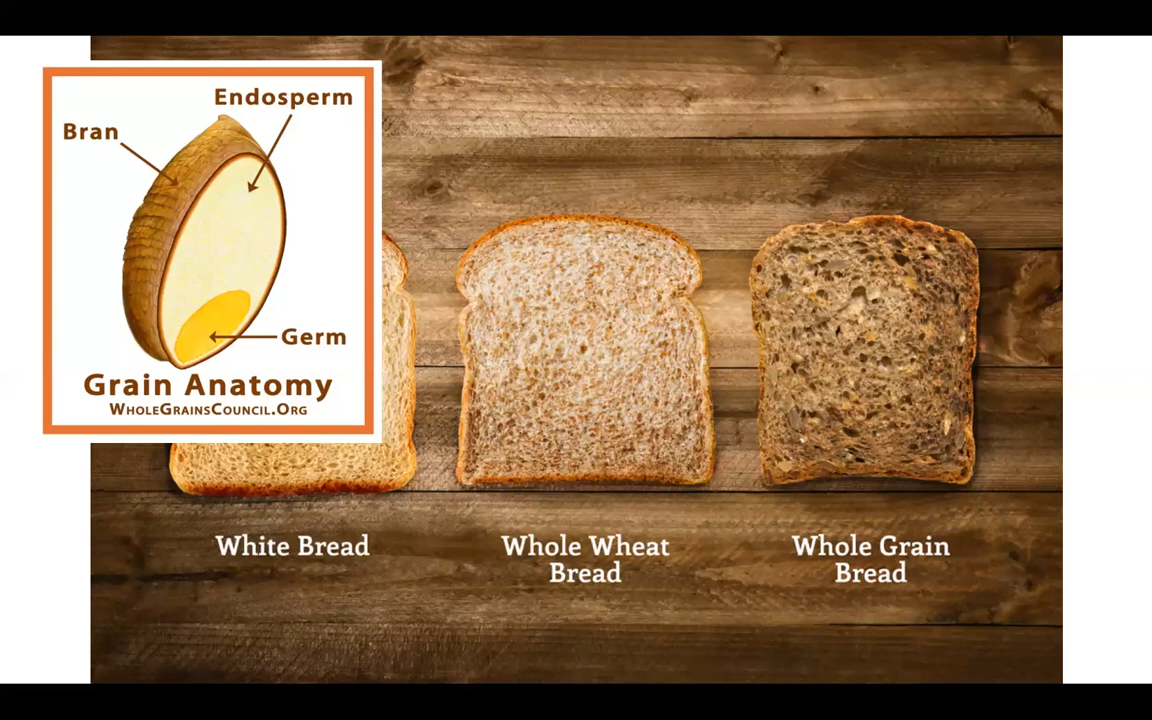 Endosperm
Bran
Germ
Grain Anatomy
WholeGrainsCouncil.Org
White Bread
Whole Wheat
Bread
Whole Grain
Bread